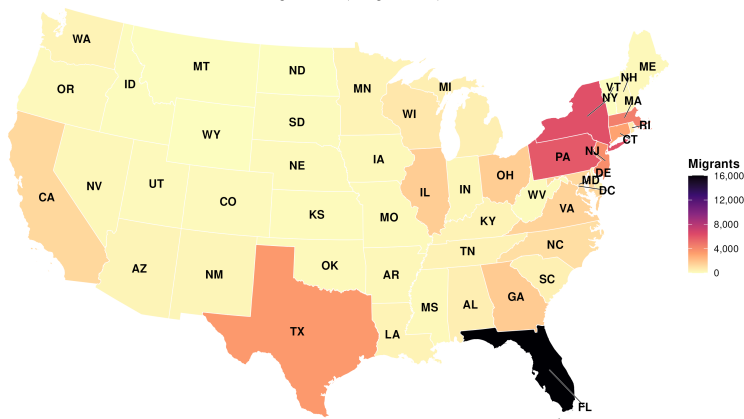 WA
MT
ND
MN
MI
ME
VT
NH
OR
ID
NY
MA
SD
WI
RI
WY
CT
IA
PA
NJ
NE
DE
MD
DC
NV
UT
CO
IL
IN
OH
WV
CA
KS
MO
KY
VA
NC
AZ
NM
OK
AR
TN
SC
TX
LA
MS
AL
GA
FL
Migrants
16,000
12,000
8,000
4,000
0